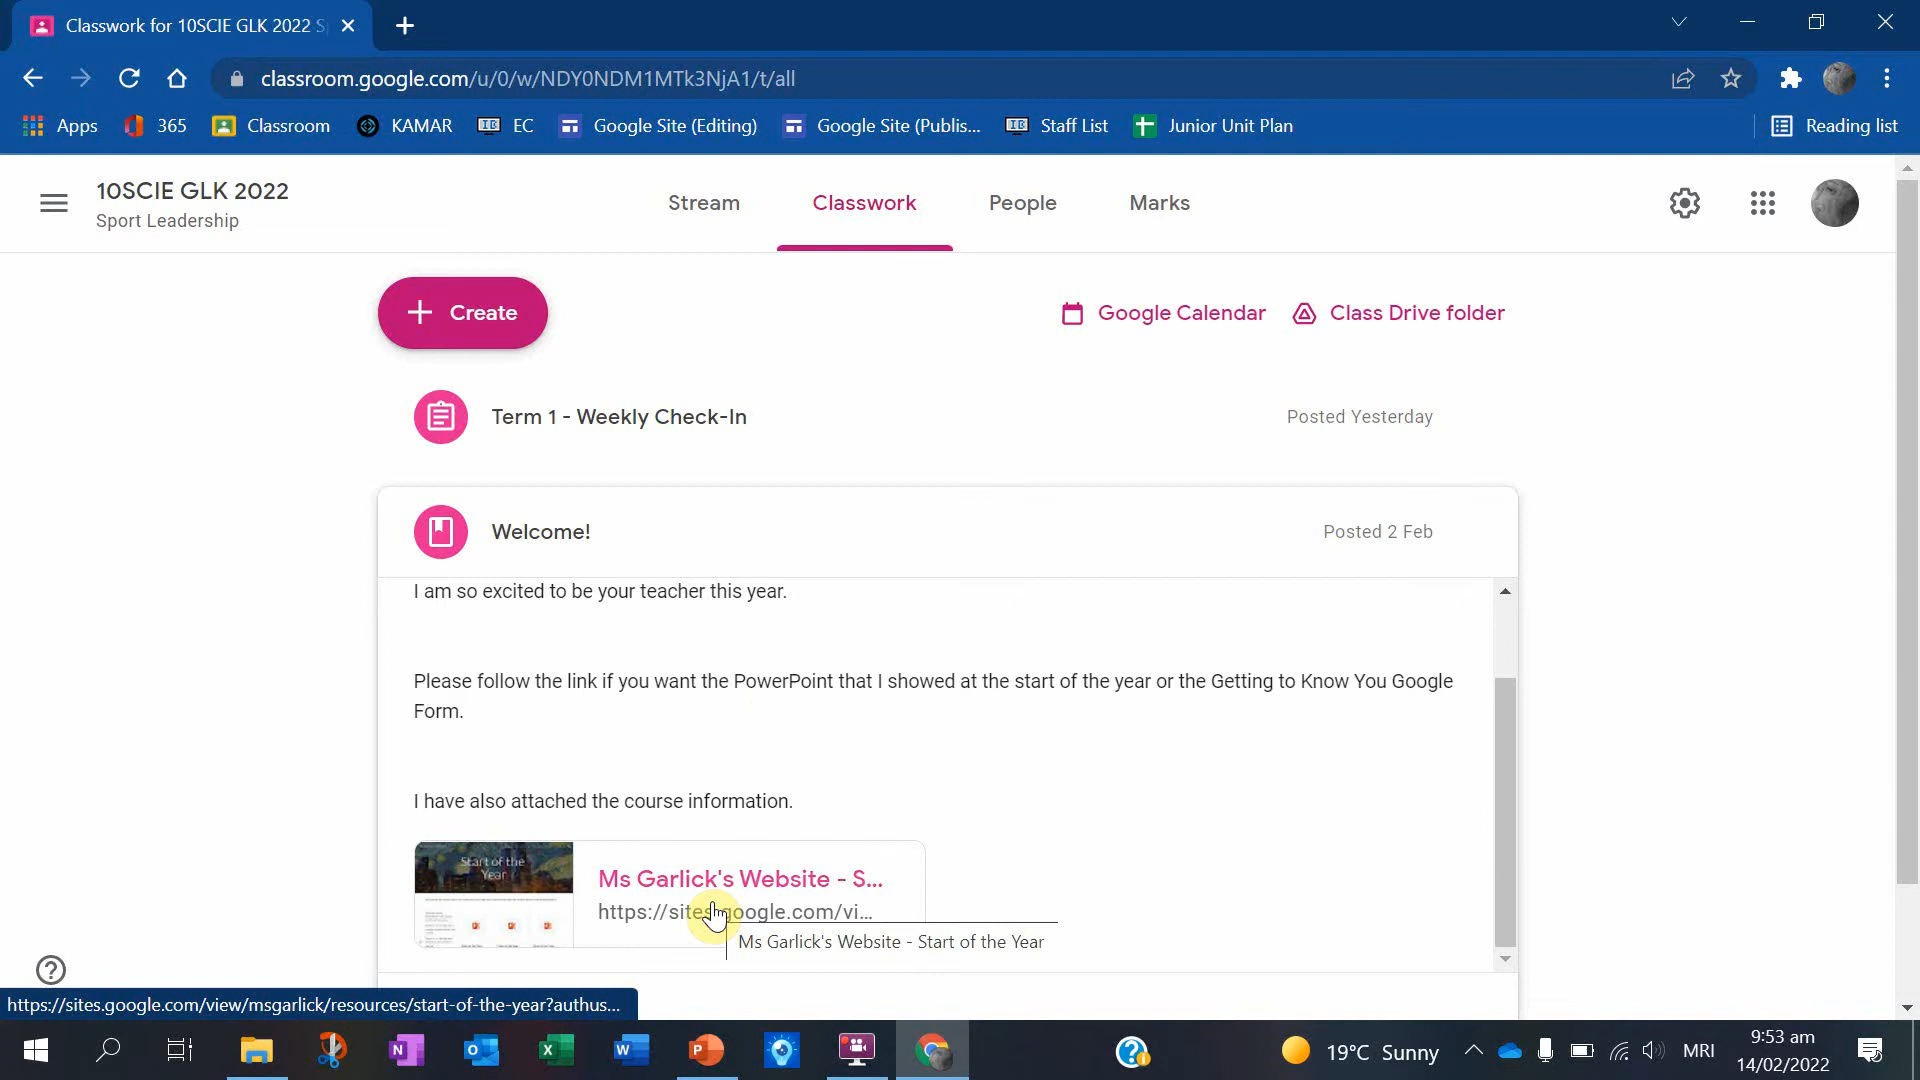 Classwork for 10SCIE GLK 2022 S
classroom.google.com/u/0/w/NDY0NDM1MTk3NjA1/t/all
Apps 365 Classroom KAMAR EC Google Site (Editing) Google Site (Publis... Staff List Junior Unit Plan Reading list
10SCIE GLK 2022
Sport Leadership
Stream Classwork People Marks
+ Create
Google Calendar Class Drive folder
Term 1 - Weekly Check-In Posted Yesterday
Welcome! Posted 2 Feb
I am so excited to be your teacher this year.
Please follow the link if you want the PowerPoint that I showed at the start of the year or the Getting to Know You Google
Form.
I have also attached the course information.
Start of the
Year
Ms Garlick's Website - S...
https://sites.google.com/vi...
Ms Garlick's Website - Start of the Year
https://sites.google.com/view/msgarlick/resources/start-of-the-year?authus...
19°C Sunny
MRI
9:53 am
14/02/2022